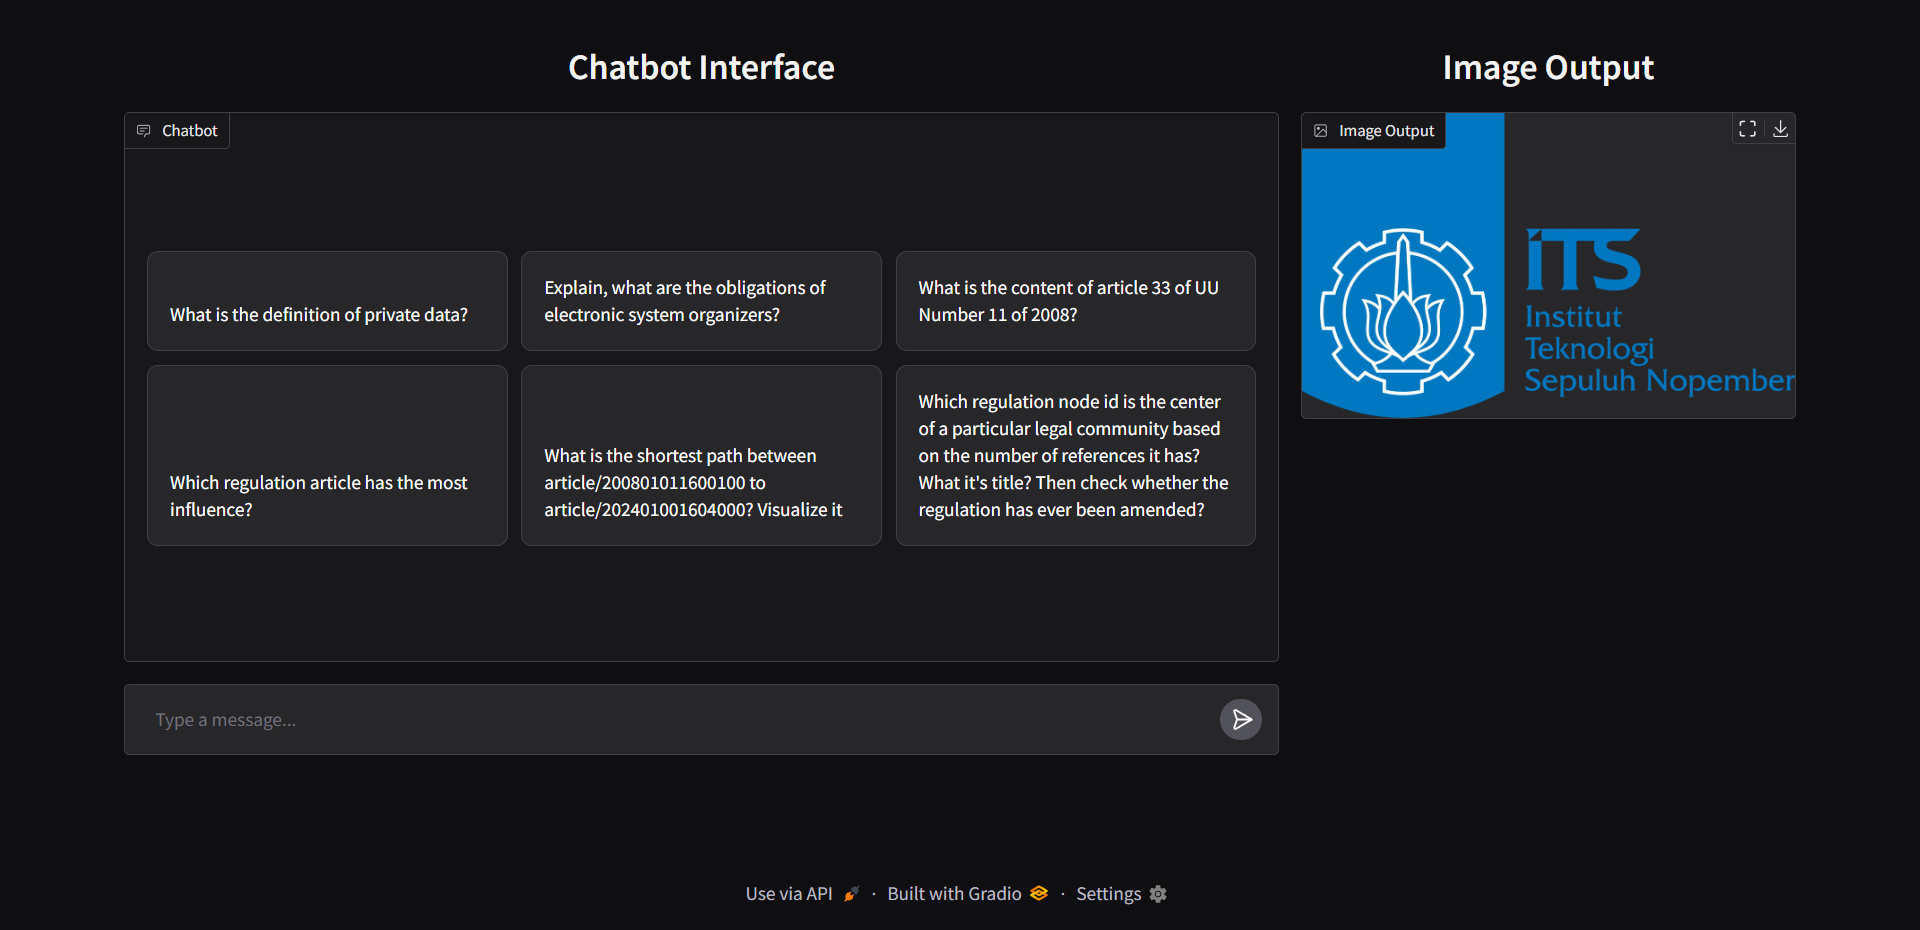 Chatbot Interface
Image Output
Chatbot
What is the definition of private data?
Explain, what are the obligations of
electronic system organizers?
What is the content of article 33 of UU
Number 11 of 2008?
Which regulation article has the most
influence?
What is the shortest path between
article/200801011600100 to
article/202401001604000? Visualize it
Which regulation node id is the center
of a particular legal community based
on the number of references it has?
What it's title? Then check whether the
regulation has ever been amended?
Type a message...
Image Output
iTS
Institut
Teknologi
Sepuluh Nopember
Use via API · Built with Gradio · Settings